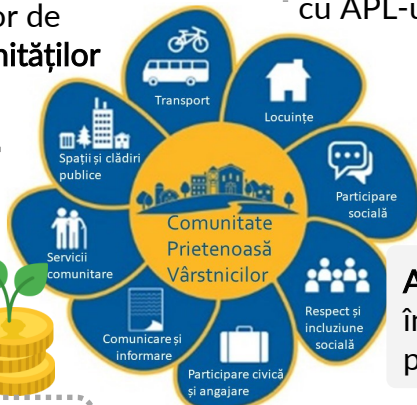 or de
nităților
cu APL-u
Transport
Locuințe
Spații și clădiri
publice
Participare
socială
Comunitate
Prietenoasă
Vârstnicilor
Servicii
comunitare
Respect și
incluziune
socială
Comunicare și
informare
Participare civică
și angajare
A
în
p